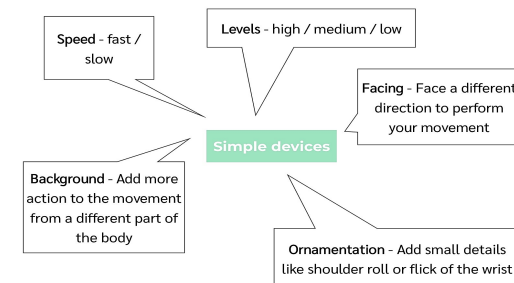 Speed - fast /
slow
Levels - high / medium / low
Facing - Face a different
direction to perform
your movement
Simple devices
Background - Add more
action to the movement
from a different part of
the body
Ornamentation - Add small details
like shoulder roll or flick of the wrist